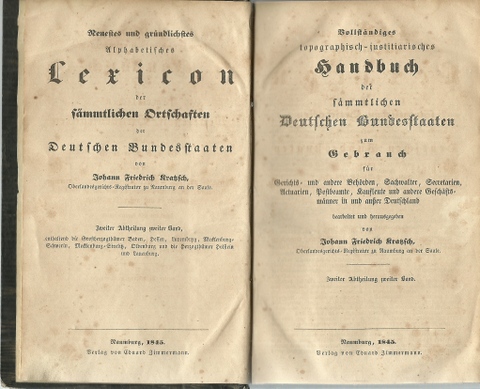 Neuestes und gründlichstes
Alphabetisches
Lexicon
der
sämmtlichen Ortschaften
der
Deutschen Bundesstaaten
von
Johann Friedrich Kratzsch,
Oberlandesgerichts-Registrator zu Naumburg an der Saale.
Zweiter Abtheilung zweiter Band,
enthaltend die Großherzogthümer Baden, Hessen, Luxemburg, Mecklenburg-
Schwerin, Mecklenburg-Strelitz, Oldenburg und die Herzogthümer Holstein
und Lauenburg.
Naumburg, 1845.
Verlag von Eduard Zimmermann.
Vollständiges
topographisch-justitiarisches
Handbuch
der
sämmtlichen
Deutschen Bundesstaaten
zum
Gebrauch
für
Gerichts- und andere Behörden, Sachwalter, Secretarien,
Actuarien, Postbeamte, Kaufleute und andere Geschäfts-
männer in und außer Deutschland
bearbeitet und herausgegeben
von
Johann Friedrich Kratzsch,
Oberlandesgerichts-Registrator zu Naumburg an der Saale.
Zweiter Abtheilung zweiter Band.
Naumburg, 1845.
Verlag von Eduard Zimmermann.